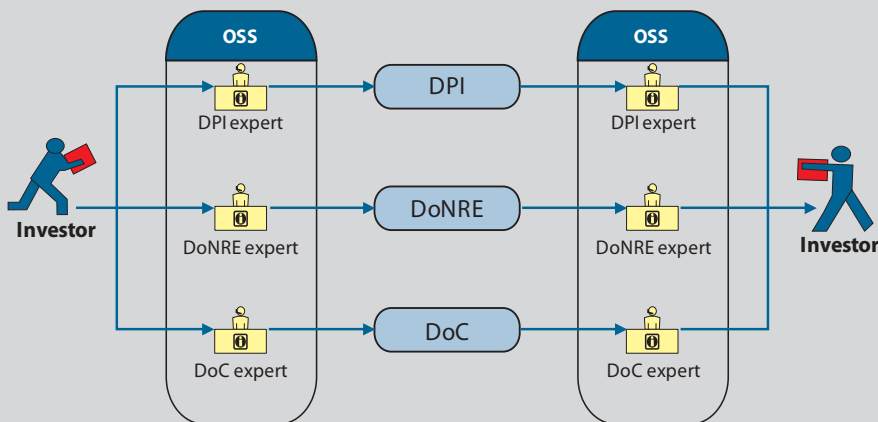 OSS
OSS
DPI expert
DPI
DPI expert
Investor
DoNRE expert
DoNRE
DoNRE expert
Investor
DoC expert
DoC
DoC expert